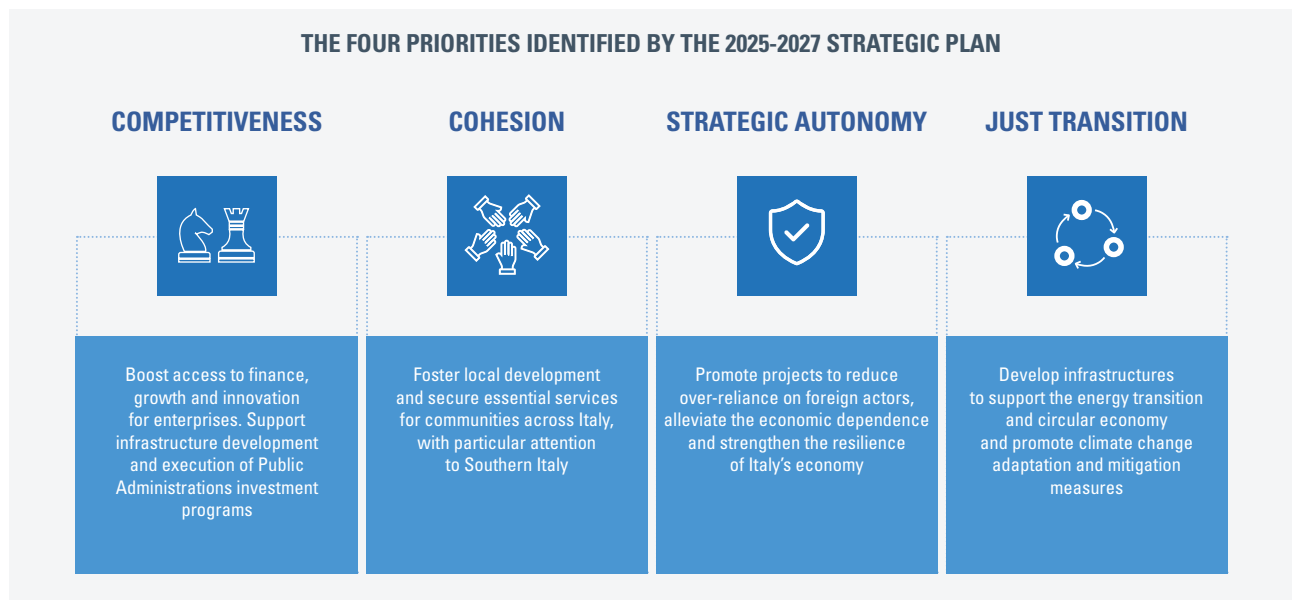 THE FOUR PRIORITIES IDENTIFIED BY THE 2025-2027 STRATEGIC PLAN
COMPETITIVENESS
Boost access to finance,
growth and innovation
for enterprises. Support
infrastructure development
and execution of Public
Administrations investment
programs
COHESION
Foster local development
and secure essential services
for communities across Italy,
with particular attention
to Southern Italy
STRATEGIC AUTONOMY
Promote projects to reduce
over-reliance on foreign actors,
alleviate the economic dependence
and strengthen the resilience
of Italy’s economy
JUST TRANSITION
Develop infrastructures
to support the energy transition
and circular economy
and promote climate change
adaptation and mitigation
measures